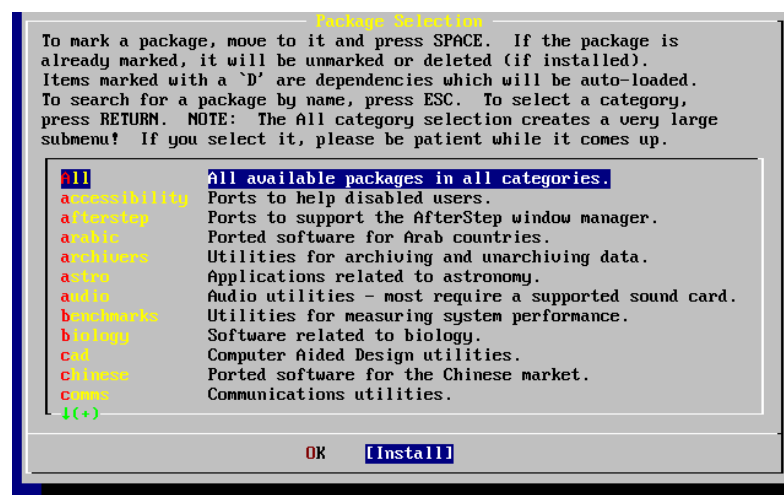 Package Selection
To mark a package, move to it and press SPACE.  If the package is
already marked, it will be unmarked or deleted (if installed).
Items marked with a `D' are dependencies which will be auto-loaded.
To search for a package by name, press ESC.  To select a category,
press RETURN.  NOTE:  The All category selection creates a very large
submenu!  If you select it, please be patient while it comes up.
All All available packages in all categories.
accessibility Ports to help disabled users.
afterstep Ports to support the AfterStep window manager.
arabic Ported software for Arab countries.
archivers Utilities for archiving and unarchiving data.
astro Applications related to astronomy.
audio Audio utilities - most require a supported sound card.
benchmarks Utilities for measuring system performance.
biology Software related to biology.
cad Computer Aided Design utilities.
chinese Ported software for the Chinese market.
comms Communications utilities.
↓(+)
OK [Install]